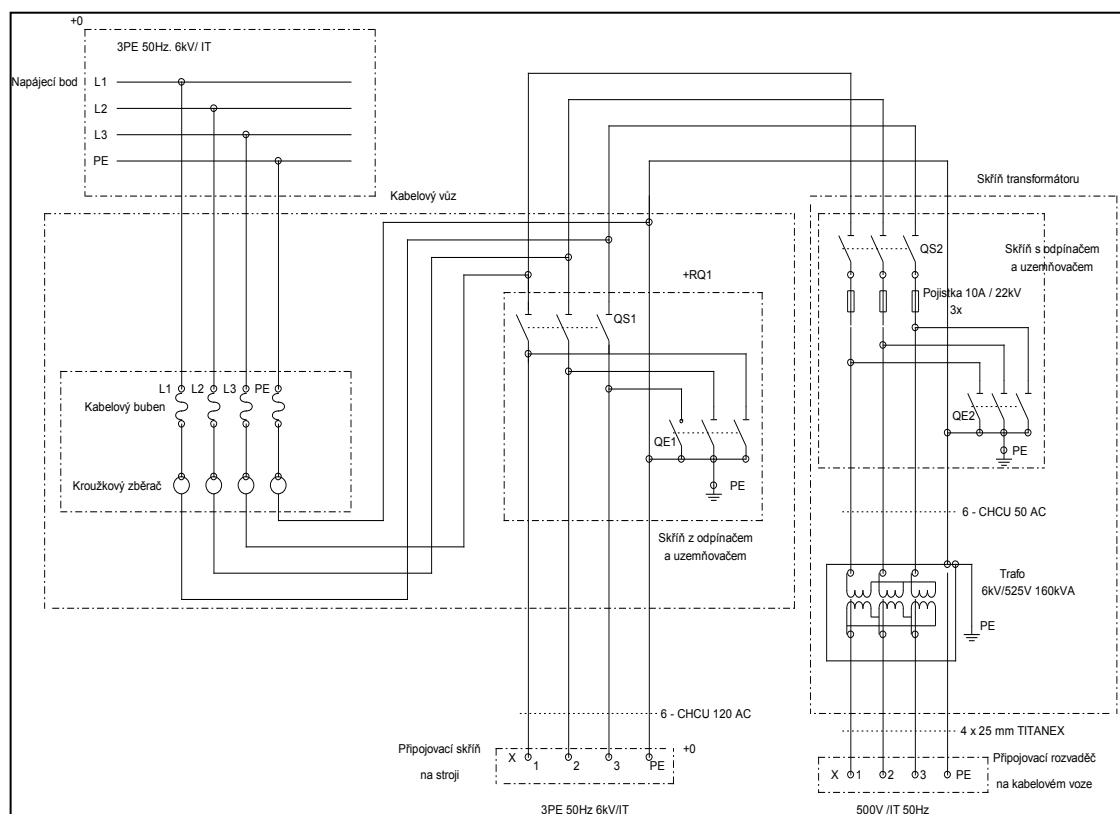 +0
3PE 50Hz. 6kV/ IT
Napájecí bod
L1
L2
L3
PE
Kabelový vůz
Skříň transformátoru
QS2
Skříň s odpínačem
a uzemňovačem
+RQ1
Pojistka 10A / 22kV
3x
QS1
L1
L2
L3
PE
Kabelový buben
QE2
QE1
PE
Kroužkový zběrač
PE
6 - CHCU 50 AC
Skříň z odpínačem
a uzemňovačem
Trafo
6kV/525V 160kVA
PE
6 - CHCU 120 AC
4 x 25 mm TITANEX
Připojovací skříň
na stroji
X
1
2
3
PE
+0
Připojovací rozvaděč
na kabelovém voze
X
1
2
3
PE
3PE 50Hz 6kV/IT
500V /IT 50Hz